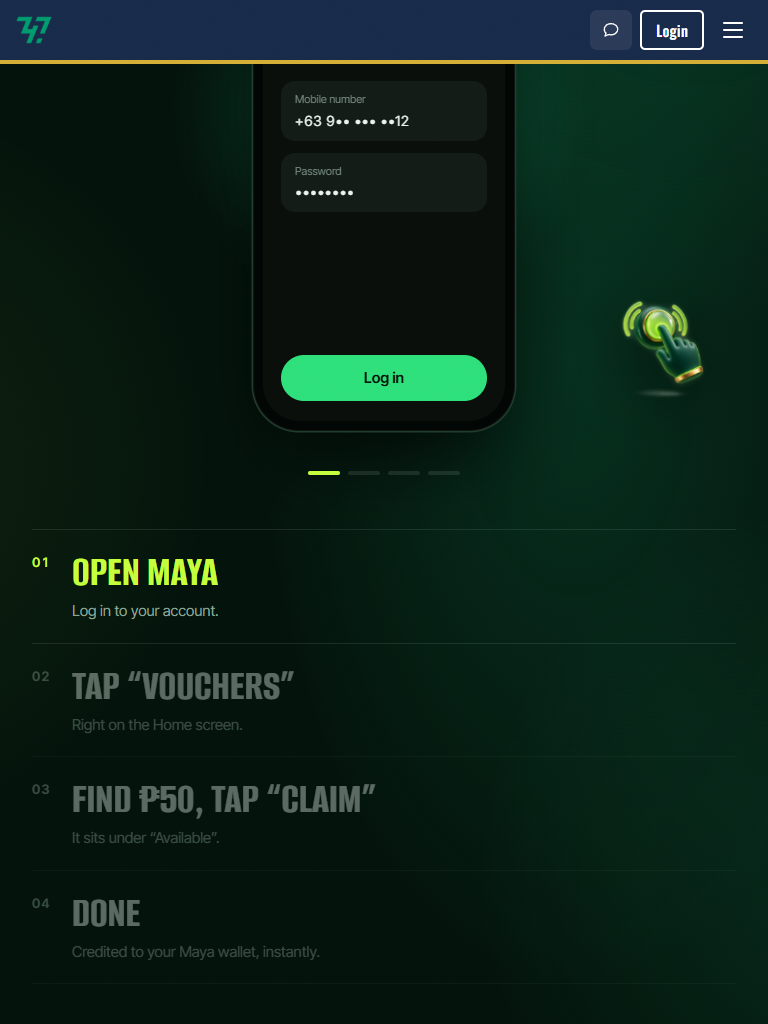 Login
Mobile number
+63 9•• ••• ••12
Password
••••••••
Log in
01
OPEN MAYA
Log in to your account.
02
TAP “VOUCHERS”
Right on the Home screen.
03
FIND ₱50, TAP “CLAIM”
It sits under “Available”.
04
DONE
Credited to your Maya wallet, instantly.